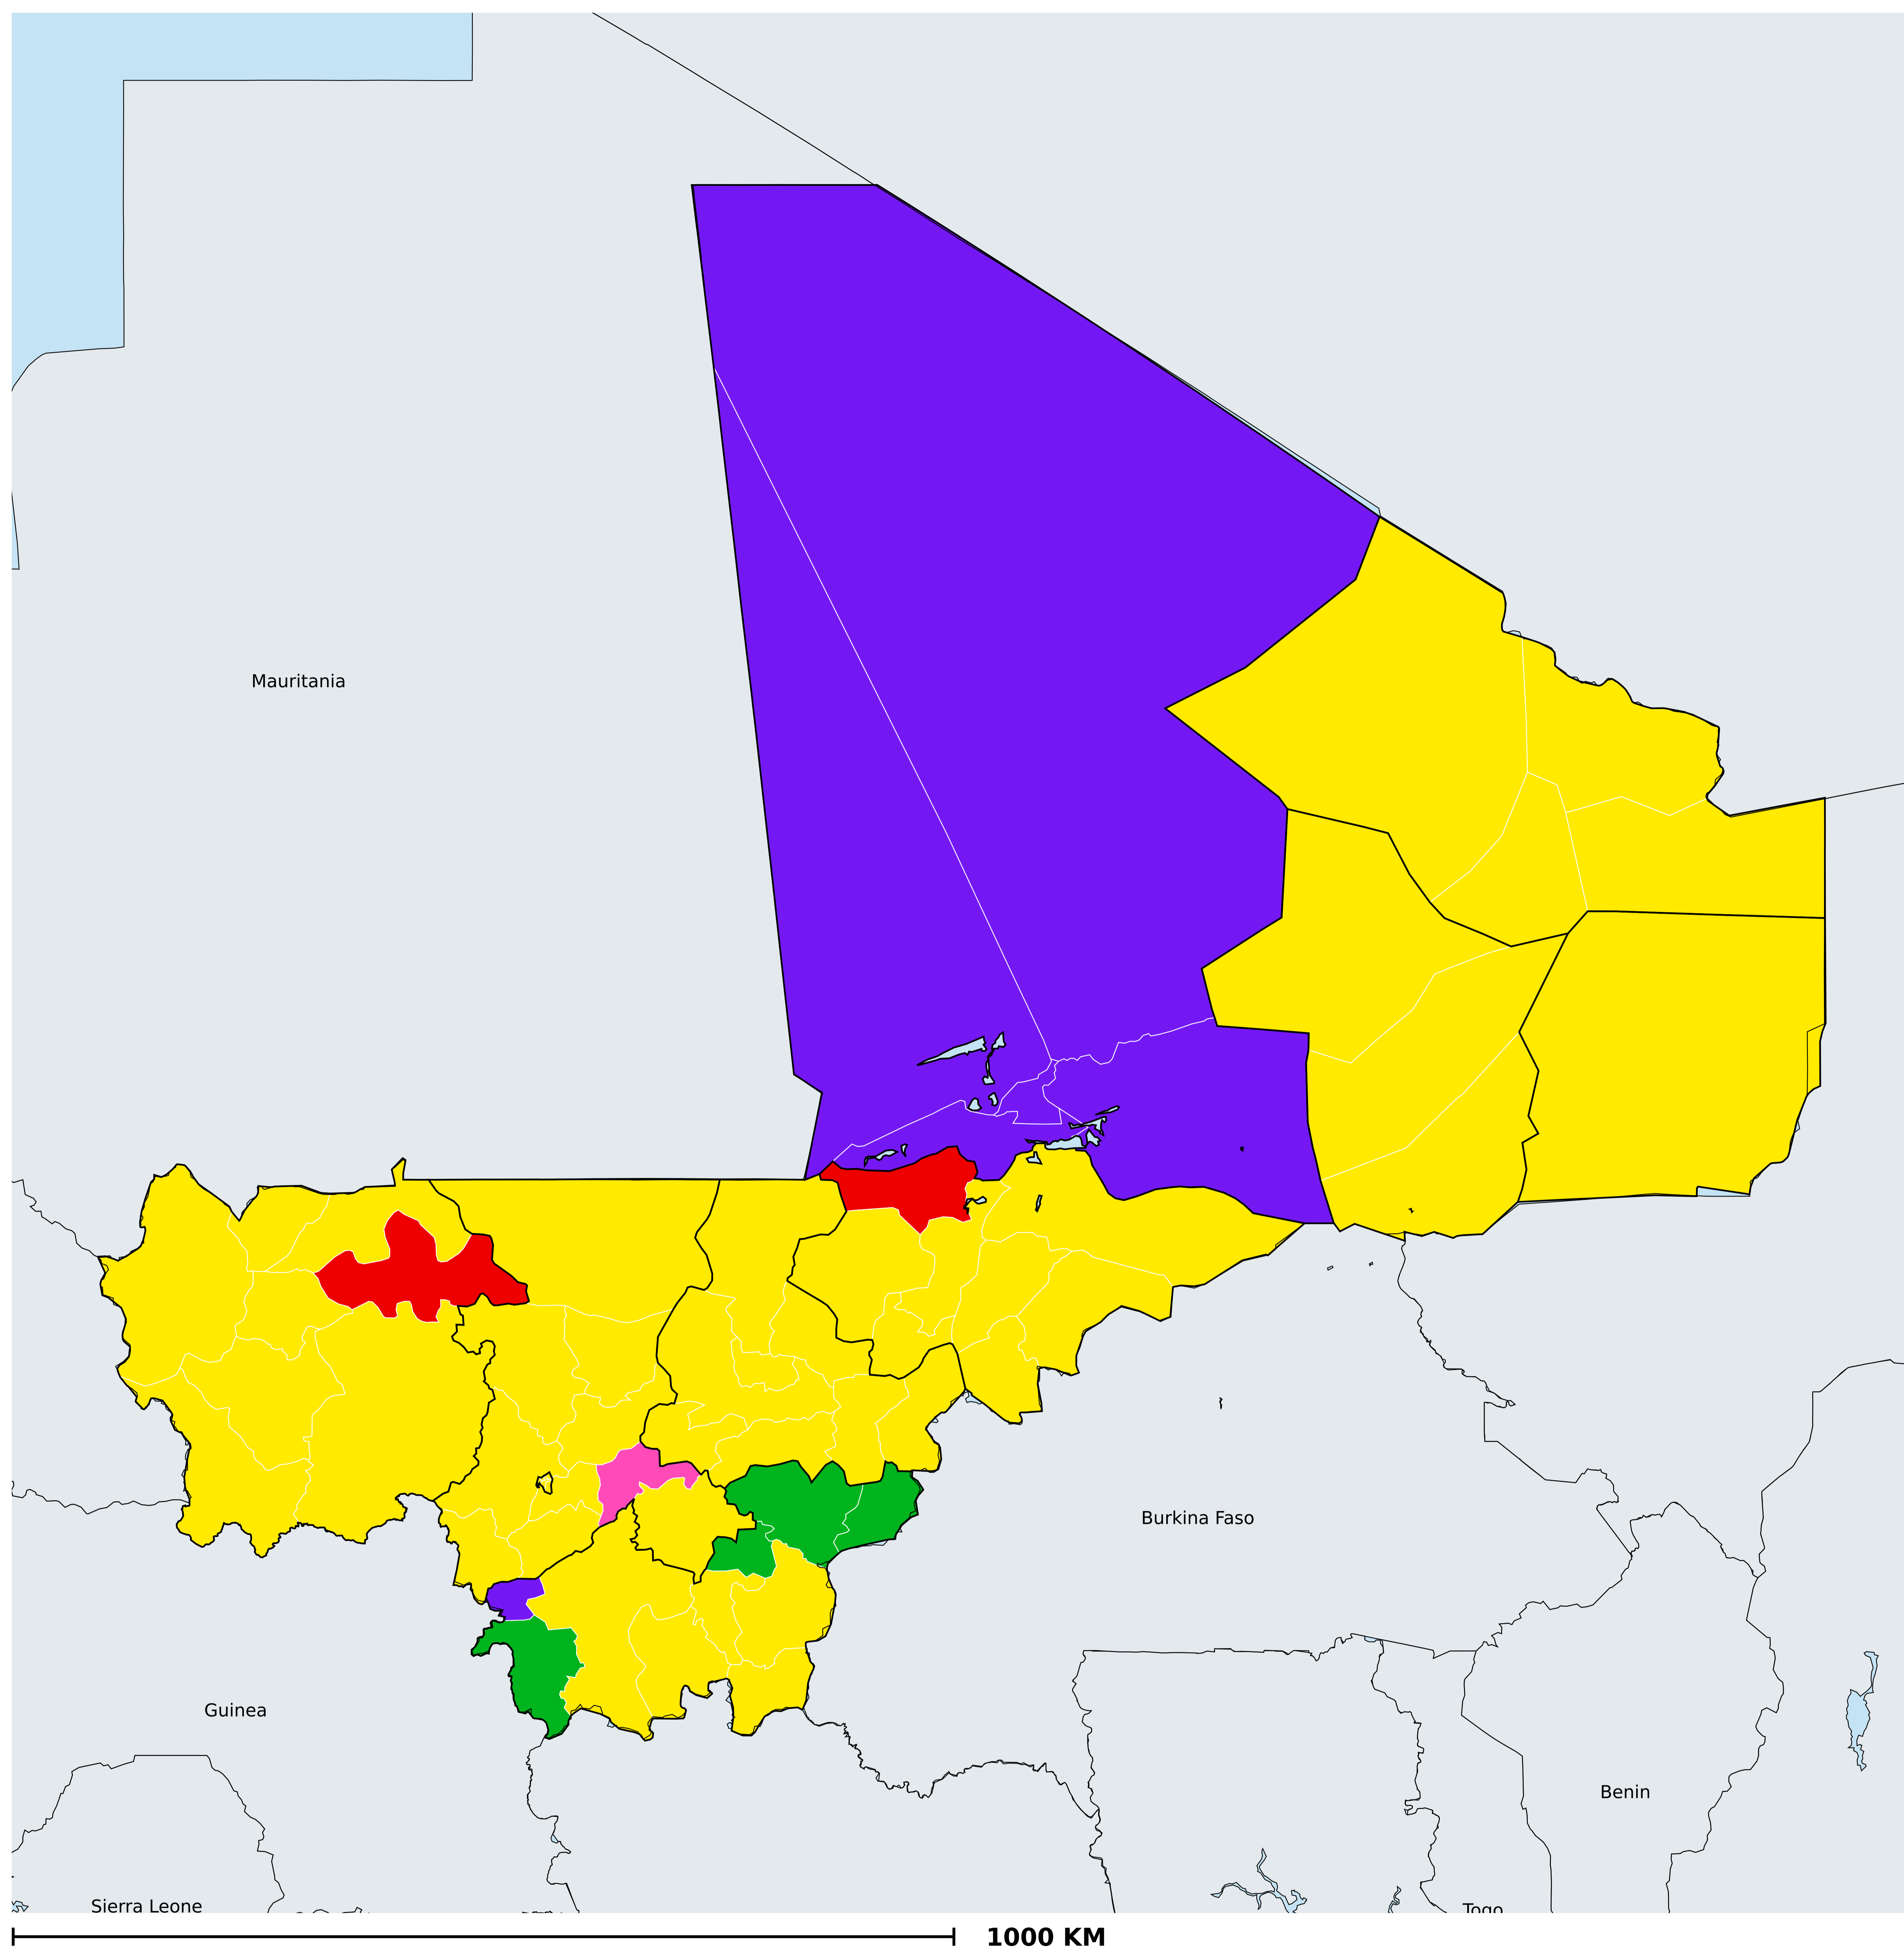 Mauritania
Burkina Faso
Guinea
Benin
Sierra Leone
Togo
1000 KM